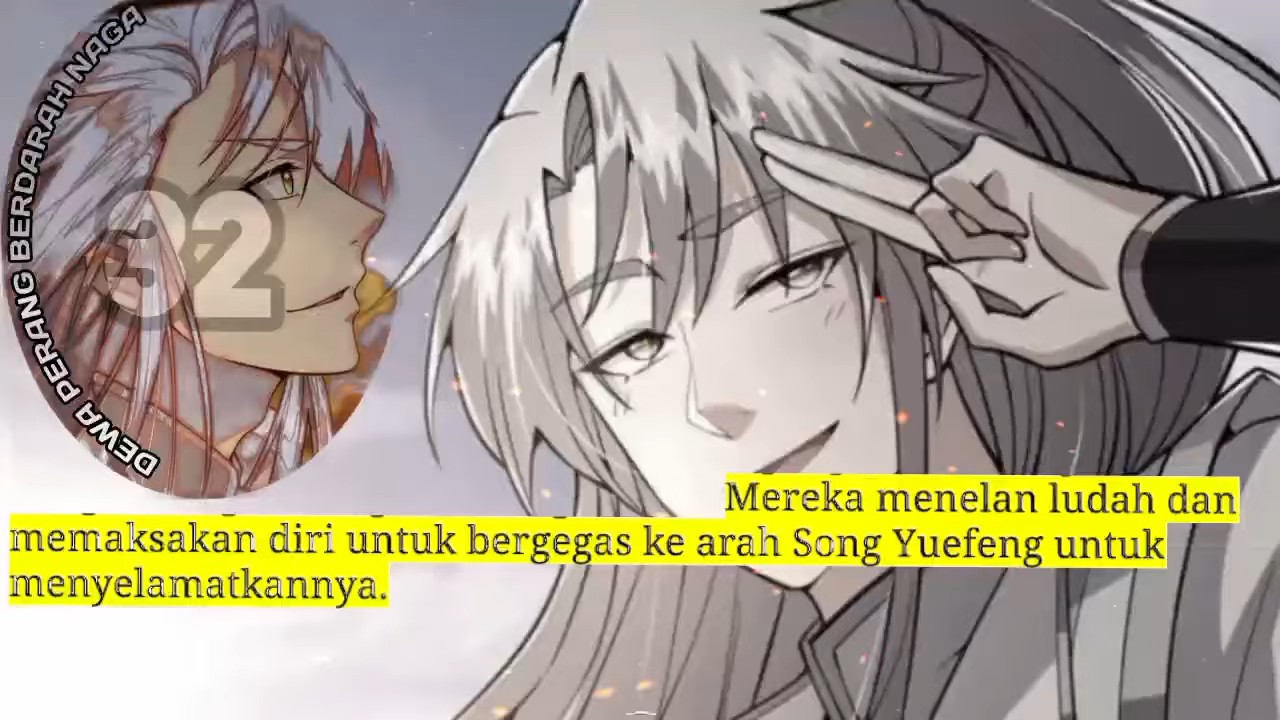 DEWA PERANG BERDARAH NAGA
32
Mereka menelan ludah dan
memaksakan diri untuk bergegas ke arah Song Yuefeng untuk
menyelamatkannya.